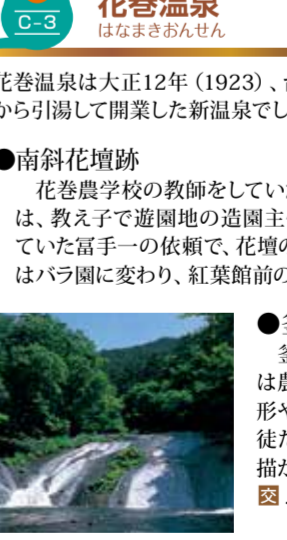 C-3
花巻温泉
はなまきおんせん
花巻温泉は大正12年（1923）、
から引湯して開業した新温泉でし
●南斜花壇跡
花巻農学校の教師をしてい
は、教え子で遊園地の造園主
ていた冨手一の依頼で、花壇の
はバラ園に変わり、紅葉館前の
●釜
釜
は農
形や
徒た
描か
交